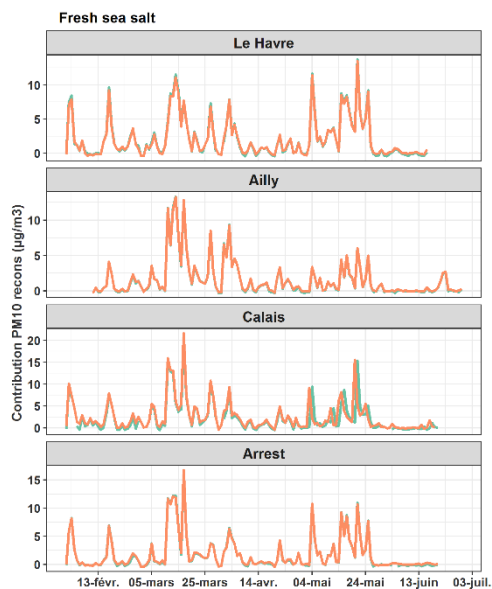 Fresh sea salt
Le Havre
10
5
0
Ailly
10
5
0
Calais
20
15
10
5
0
Arrest
15
10
5
0
Contribution PM10 recons (µg/m3)
13-févr. 05-mars 25-mars 14-avr. 04-mai 24-mai 13-juin 03-juil.